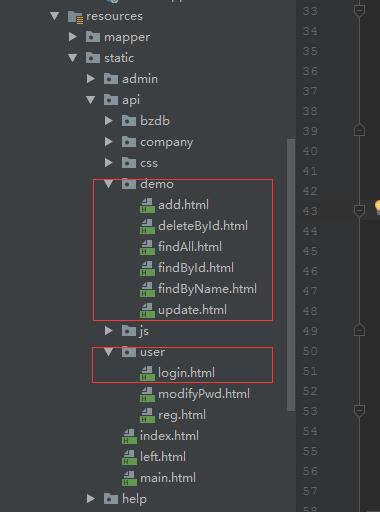 resources
mapper
static
admin
api
bzdb
company
css
demo
add.html
deleteById.html
findAll.html
findById.html
findByName.html
update.html
js
user
login.html
modifyPwd.html
reg.html
index.html
left.html
main.html
help
33
34
35
36
37
38
39
40
41
42
43
44
45
46
47
48
49
50
51
52
53
54
55
56
57
58